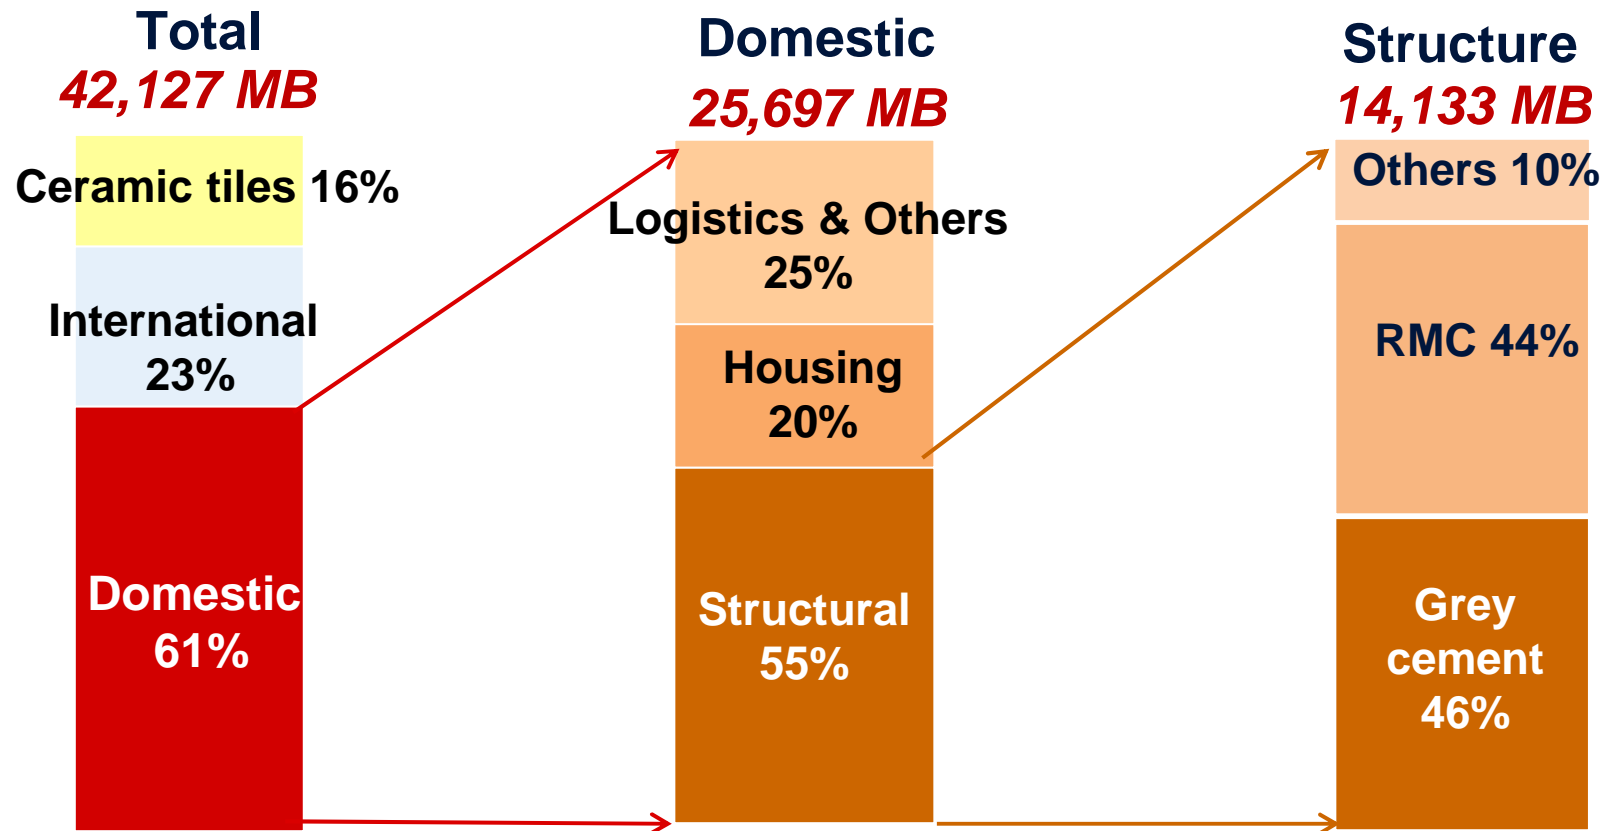 Total
42,127 MB
Ceramic tiles 16%
International
23%
Domestic
61%
Domestic
25,697 MB
Logistics & Others
25%
Housing
20%
Structural
55%
Structure
14,133 MB
Others 10%
RMC 44%
Grey
cement
46%